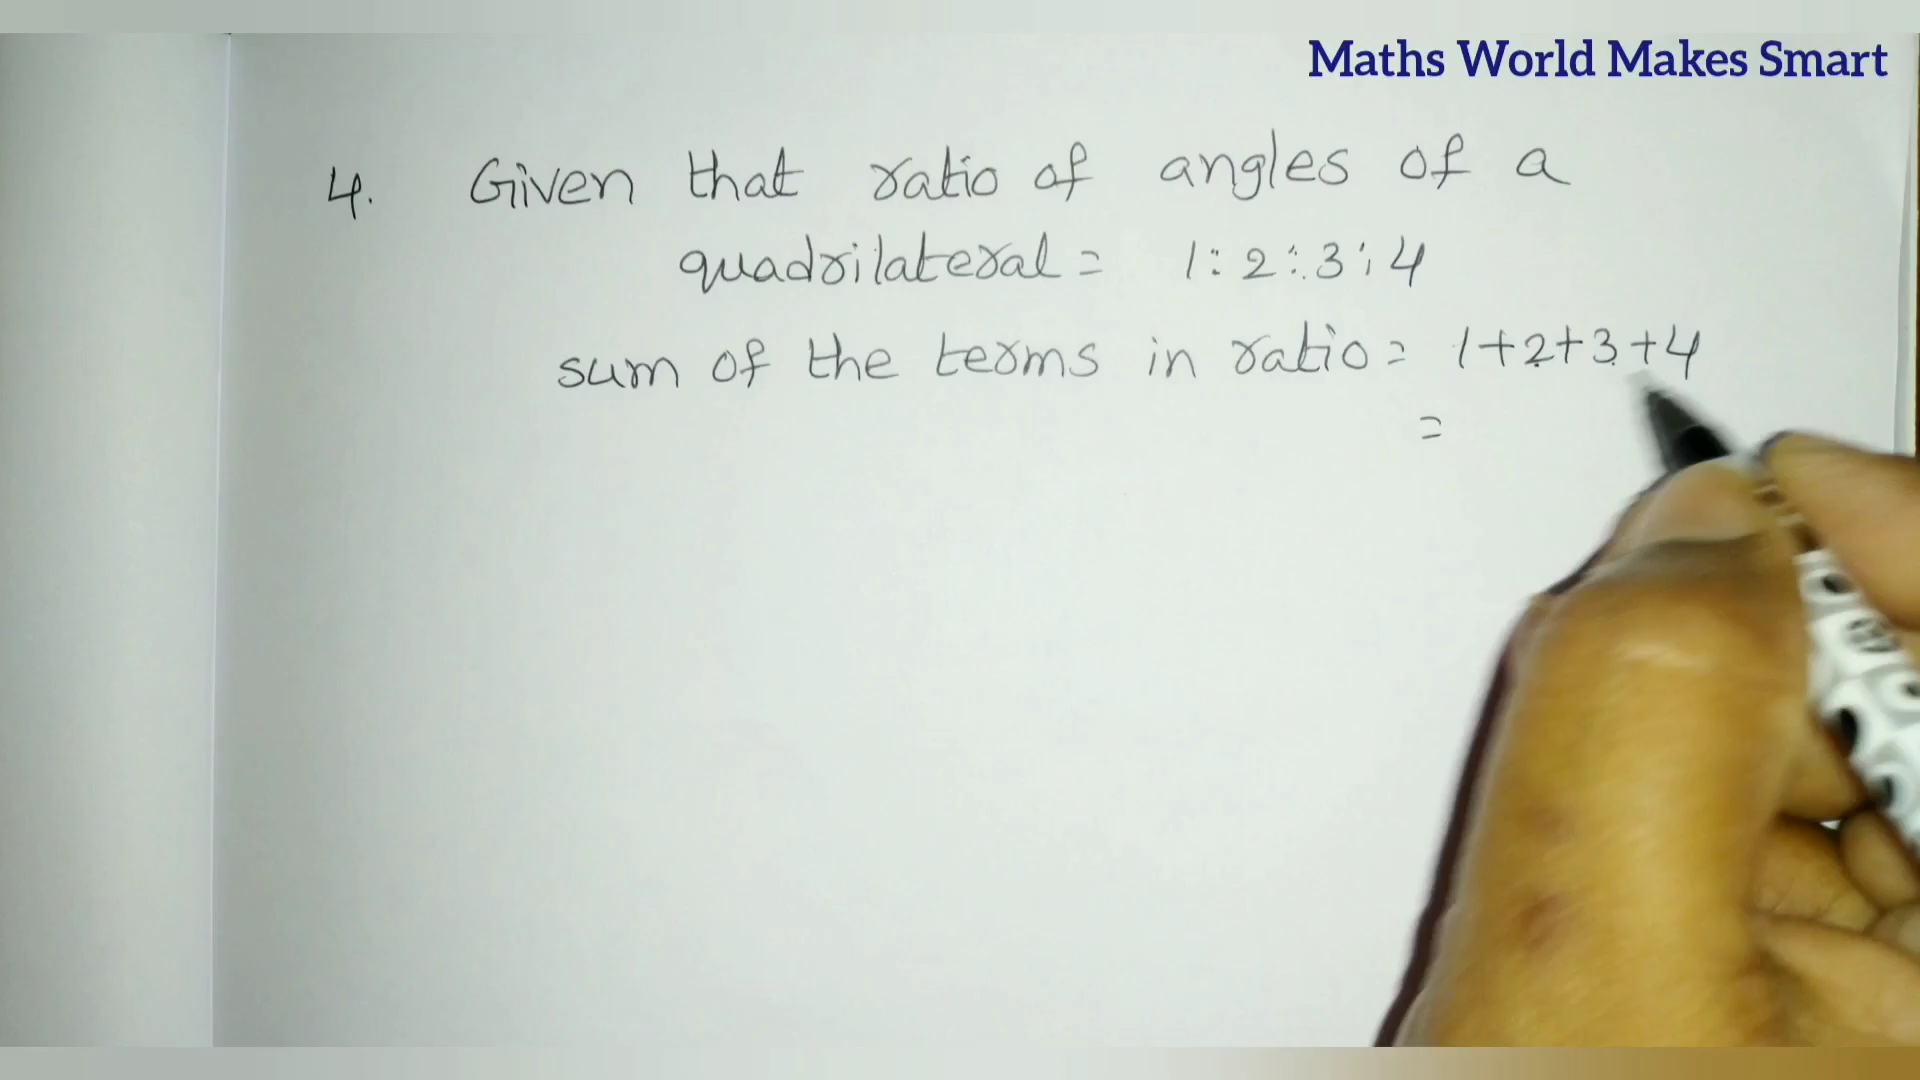 Maths World Makes Smart
4. Given that ratio of angles of a
quadrilateral = 1:2:3:4
sum of the terms in ratio = 1+2+3+4
=